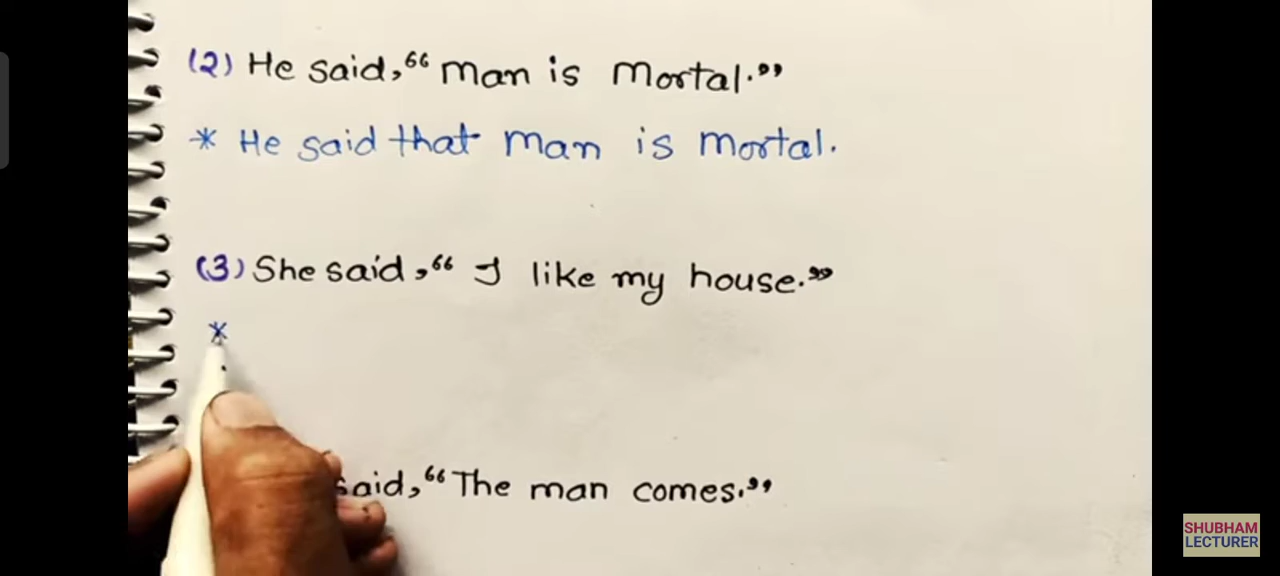 (2) He said, “Man is Mortal.”
* He said that Man is Mortal.
(3) She said, “I like my house.”
*
said, “The man comes.”
SHUBHAM
LECTURER